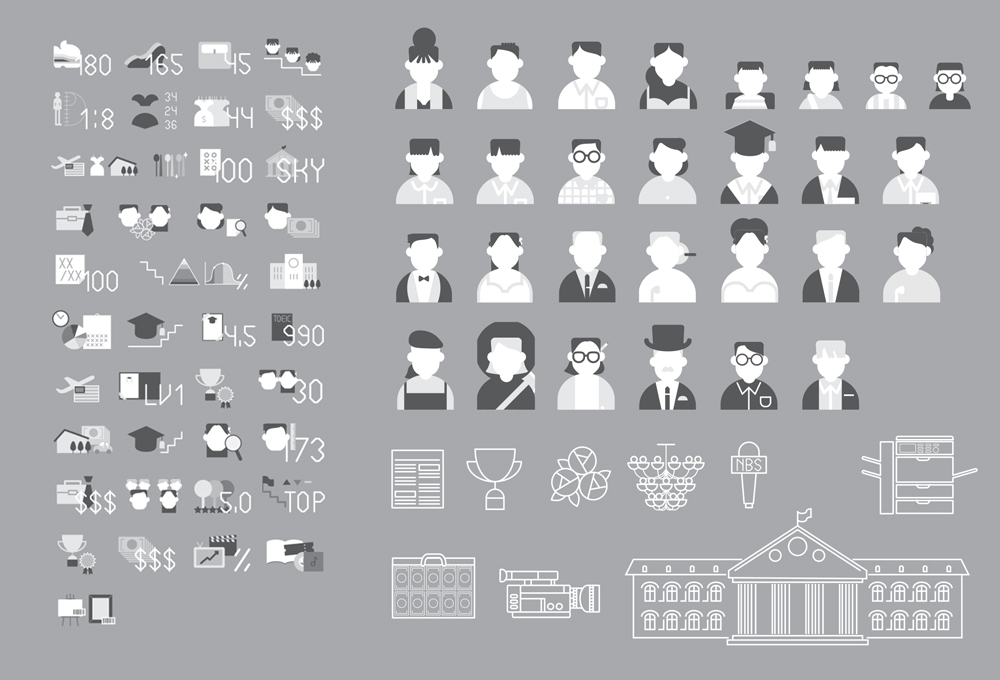 180 165 45
1:8 34
24
36 44 $$$
100 SKY
XX
/XX 100 %
4.5 TOEIC
990
LV1 30
173
$$$ 5.0 TOP
$$$ %
NBS